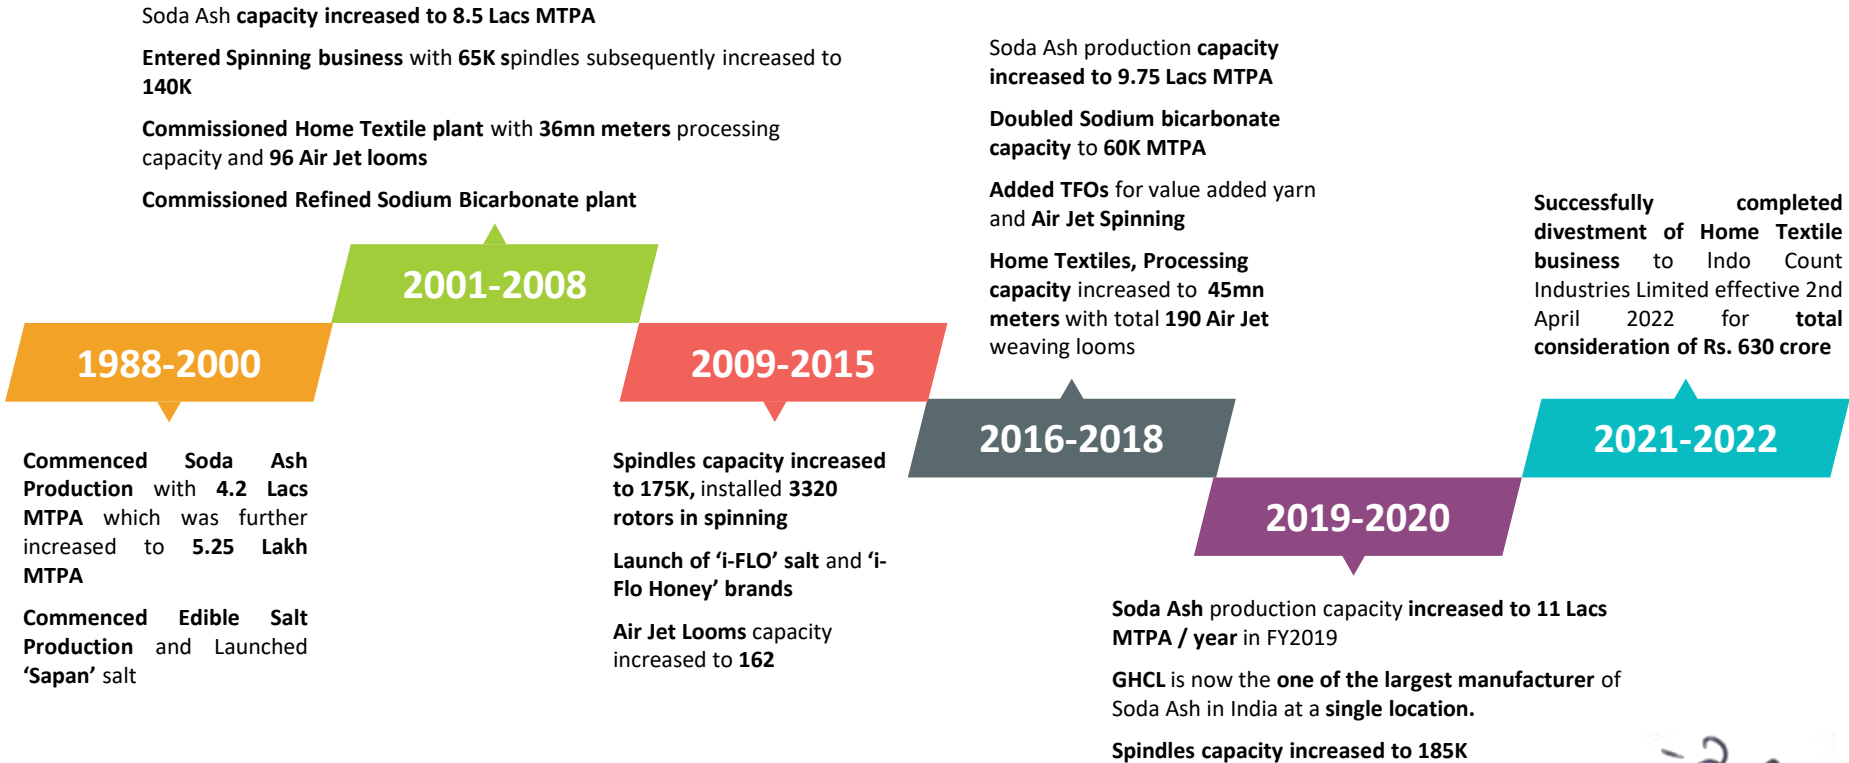 Soda Ash capacity increased to 8.5 Lacs MTPA
Entered Spinning business with 65K spindles subsequently increased to
140K
Commissioned Home Textile plant with 36mn meters processing
capacity and 96 Air Jet looms
Commissioned Refined Sodium Bicarbonate plant
2001-2008
1988-2000
Commenced Soda Ash
Production with 4.2 Lacs
MTPA which was further
increased to 5.25 Lakh
MTPA
Commenced Edible Salt
Production and Launched
‘Sapan’ salt
2009-2015
Spindles capacity increased
to 175K, installed 3320
rotors in spinning
Launch of ‘i-FLO’ salt and ‘i-
Flo Honey’ brands
Air Jet Looms capacity
increased to 162
Soda Ash production capacity
increased to 9.75 Lacs MTPA
Doubled Sodium bicarbonate
capacity to 60K MTPA
Added TFOs for value added yarn
and Air Jet Spinning
Home Textiles, Processing
capacity increased to 45mn
meters with total 190 Air Jet
weaving looms
2016-2018
2019-2020
Soda Ash production capacity increased to 11 Lacs
MTPA / year in FY2019
GHCL is now the one of the largest manufacturer of
Soda Ash in India at a single location.
Spindles capacity increased to 185K
Successfully completed
divestment of Home Textile
business to Indo Count
Industries Limited effective 2nd
April 2022 for total
consideration of Rs. 630 crore
2021-2022